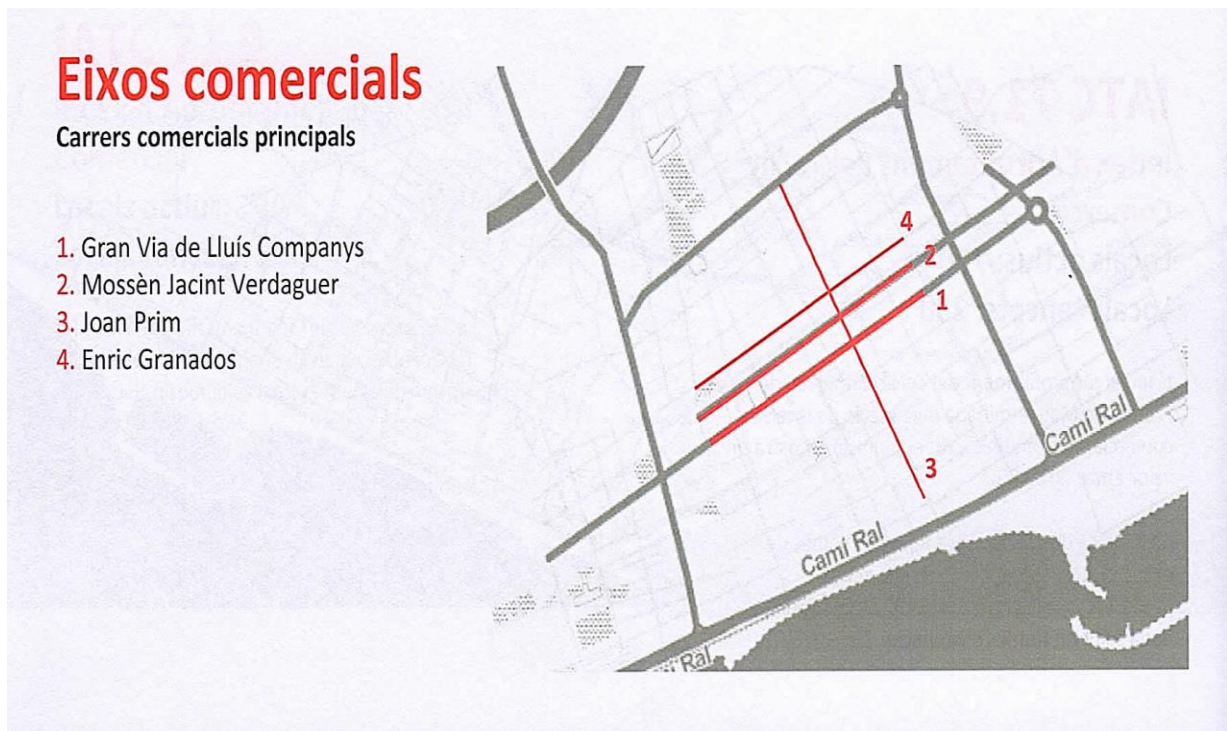 Eixos comercials
Carrers comercials principals
1. Gran Via de Lluís Companys
2. Mossèn Jacint Verdaguer
3. Joan Prim
4. Enric Granados
4
2
1
3
Camí Ral
Camí Ral
Ral